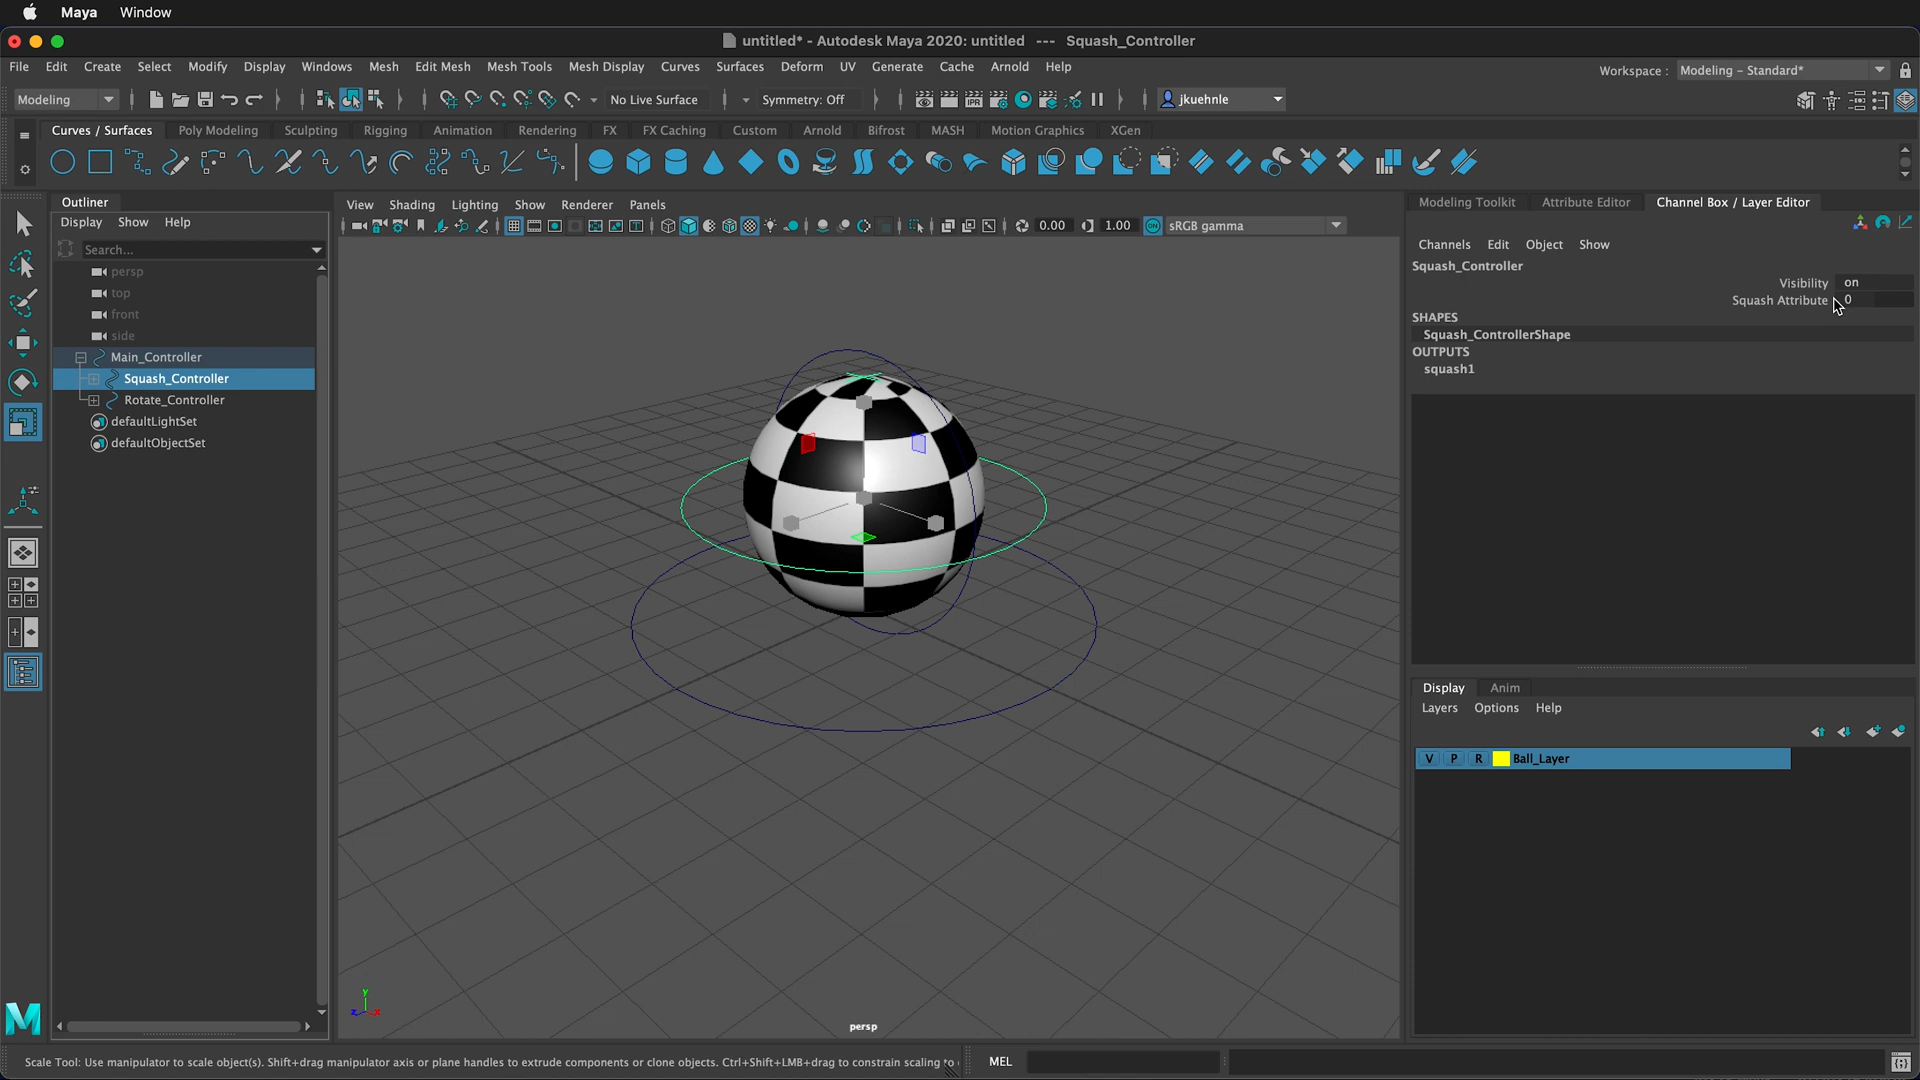 Maya Window
untitled* - Autodesk Maya 2020: untitled --- Squash_Controller
File Edit Create Select Modify Display Windows Mesh Edit Mesh Mesh Tools Mesh Display Curves Surfaces Deform UV Generate Cache Arnold Help
Workspace : Modeling - Standard*
Modeling No Live Surface Symmetry: Off IPR jkuehnle
Curves / Surfaces Poly Modeling Sculpting Rigging Animation Rendering FX FX Caching Custom Arnold Bifrost MASH Motion Graphics XGen
Outliner
Display Show Help
Search...
persp
top
front
side
Main_Controller
Squash_Controller
Rotate_Controller
defaultLightSet
defaultObjectSet
View Shading Lighting Show Renderer Panels
0.00 1.00 ON sRGB gamma
y
z x
persp
Modeling Toolkit Attribute Editor Channel Box / Layer Editor
Channels Edit Object Show
Squash_Controller
Visibility on
Squash Attribute 0
SHAPES
Squash_ControllerShape
OUTPUTS
squash1
Display Anim
Layers Options Help
V P R Ball_Layer
M
Scale Tool: Use manipulator to scale object(s). Shift+drag manipulator axis or plane handles to extrude components or clone objects. Ctrl+Shift+LMB+drag to constrain scaling to
MEL